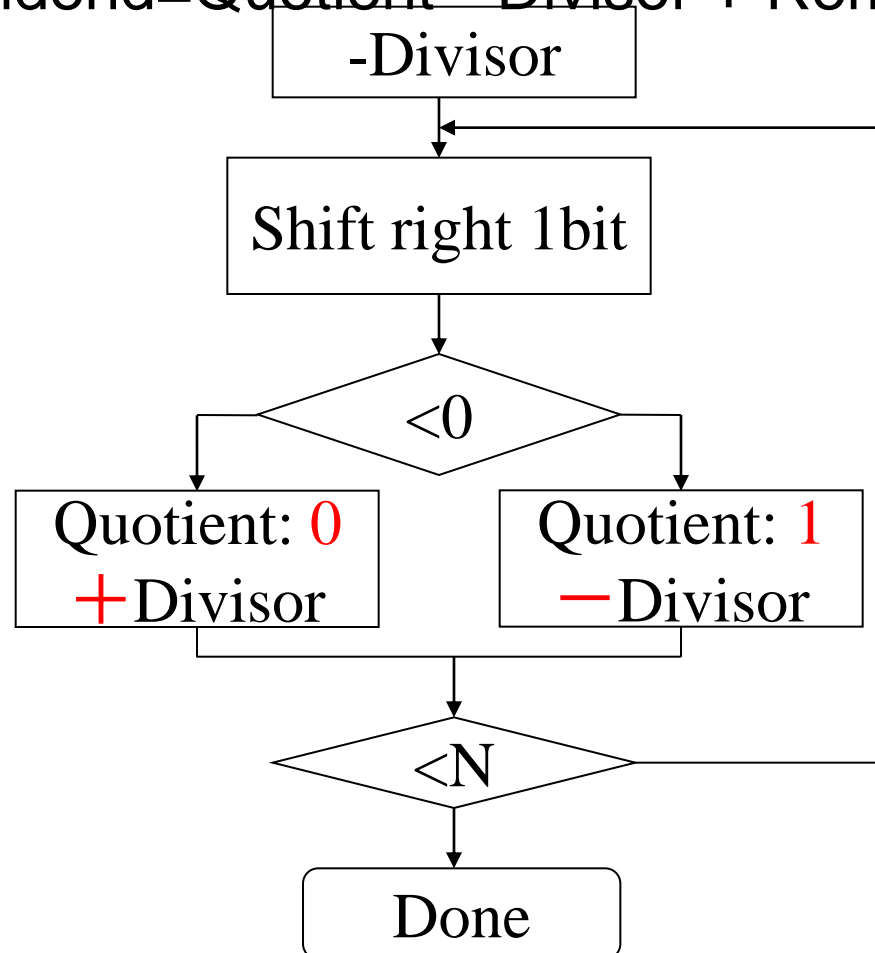 -Divisor
Shift right 1bit
<0
Quotient: 0
+Divisor
Quotient: 1
-Divisor
<N
Done